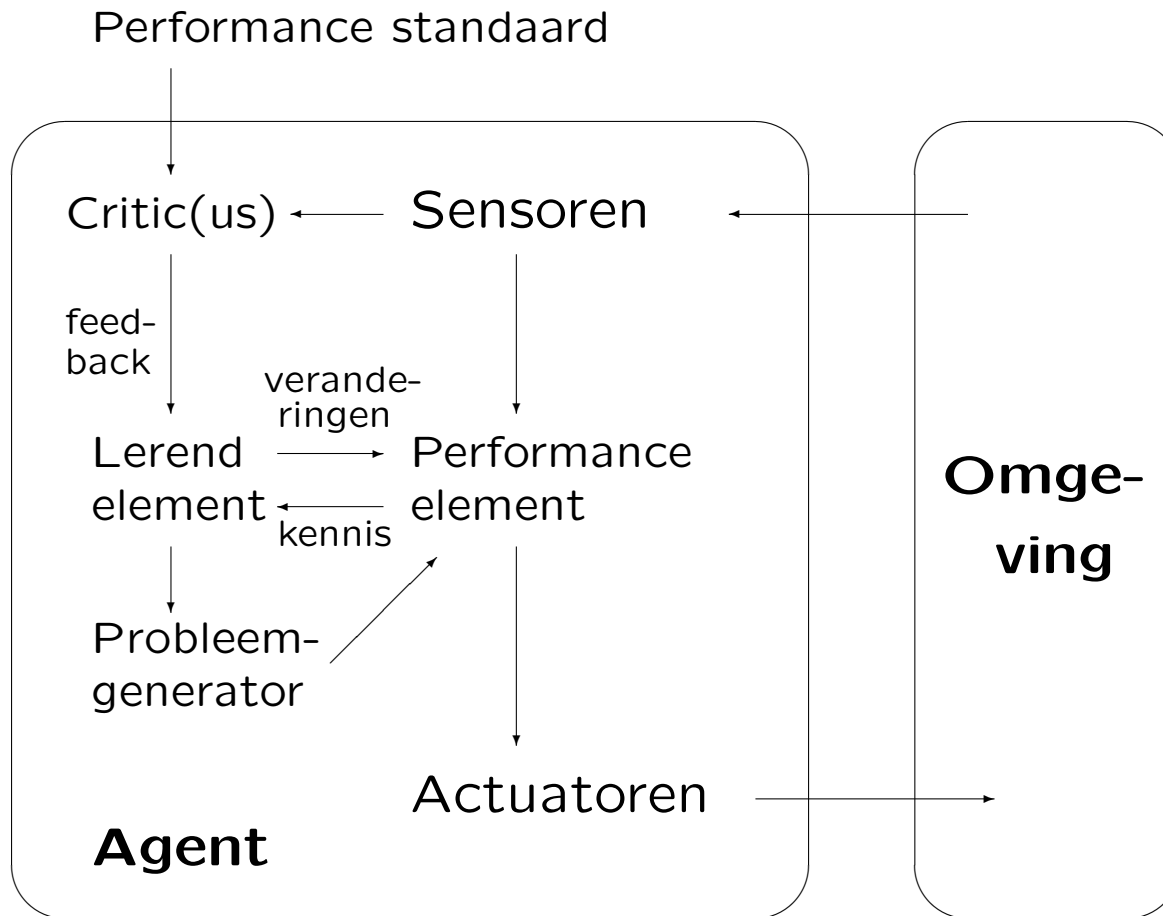 Performance standaard
Critic(us)
Sensoren
feed-
back
verande-
ringen
Lerend
element
Performance
element
kennis
Probleem-
generator
Actuatoren
Agent
Omge-
ving